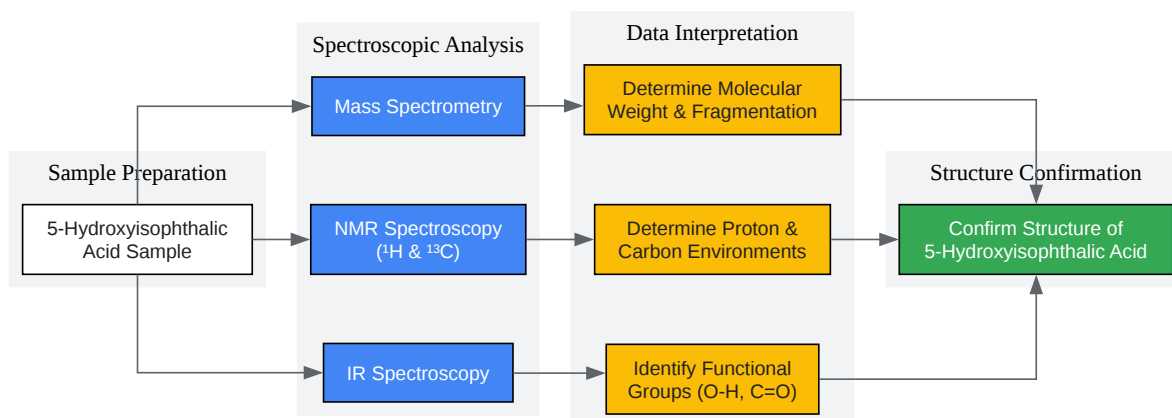 Spectroscopic Analysis
Data Interpretation
Mass Spectrometry
Determine Molecular
Weight & Fragmentation
Sample Preparation
Structure Confirmation
5-Hydroxyisophthalic
Acid Sample
NMR Spectroscopy
(¹H & ¹³C)
Determine Proton &
Carbon Environments
Confirm Structure of
5-Hydroxyisophthalic Acid
IR Spectroscopy
Identify Functional
Groups (O-H, C=O)